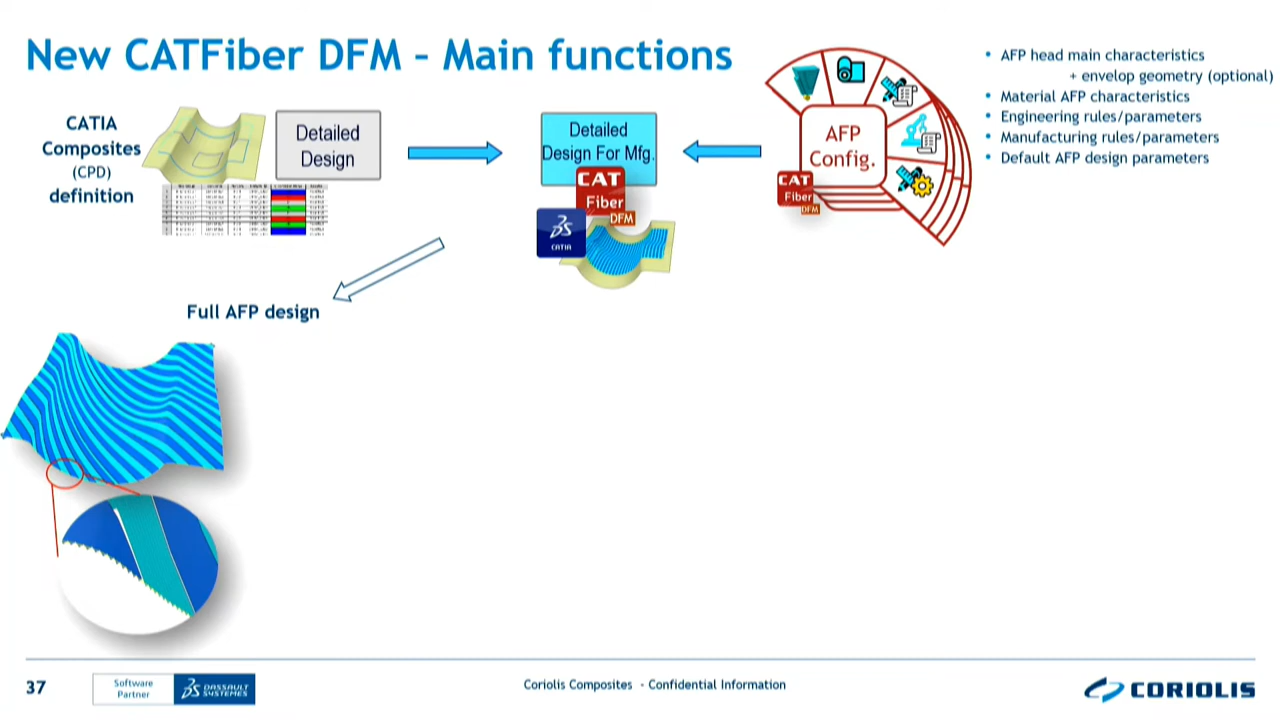 New CATFiber DFM – Main functions
CATIA
Composites
(CPD)
definition
Detailed
Design
Detailed
Design For Mfg.
CAT
Fiber
DFM
3DS
CATIA
AFP
Config.
CAT
Fiber
DFM
• AFP head main characteristics
+ envelop geometry (optional)
• Material AFP characteristics
• Engineering rules/parameters
• Manufacturing rules/parameters
• Default AFP design parameters
Full AFP design
37
Software
Partner
3DS DASSAULT
SYSTEMES
Coriolis Composites - Confidential Information
CORIOLIS